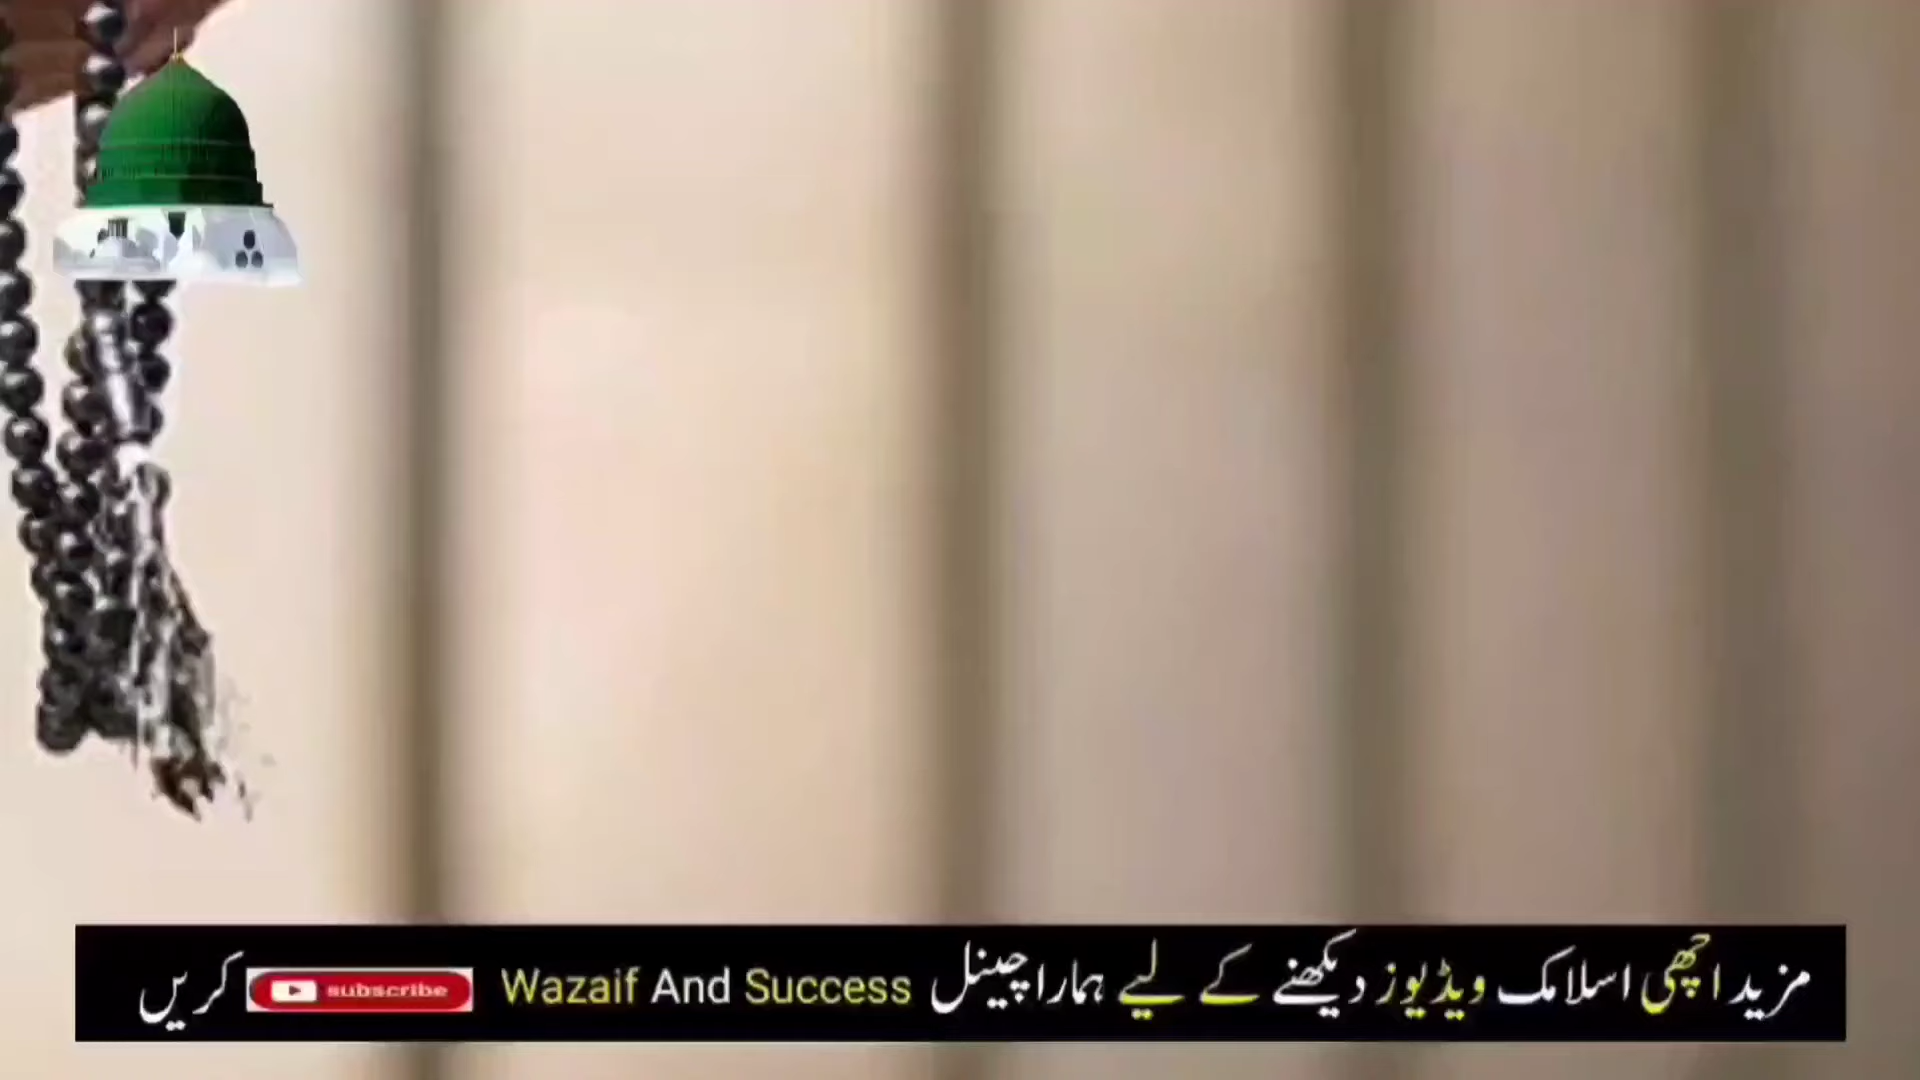 مزید اچھی اسلامک ویڈیوز دیکھنے کے لیے ہمارا چینل Wazaif And Success subscribe کریں